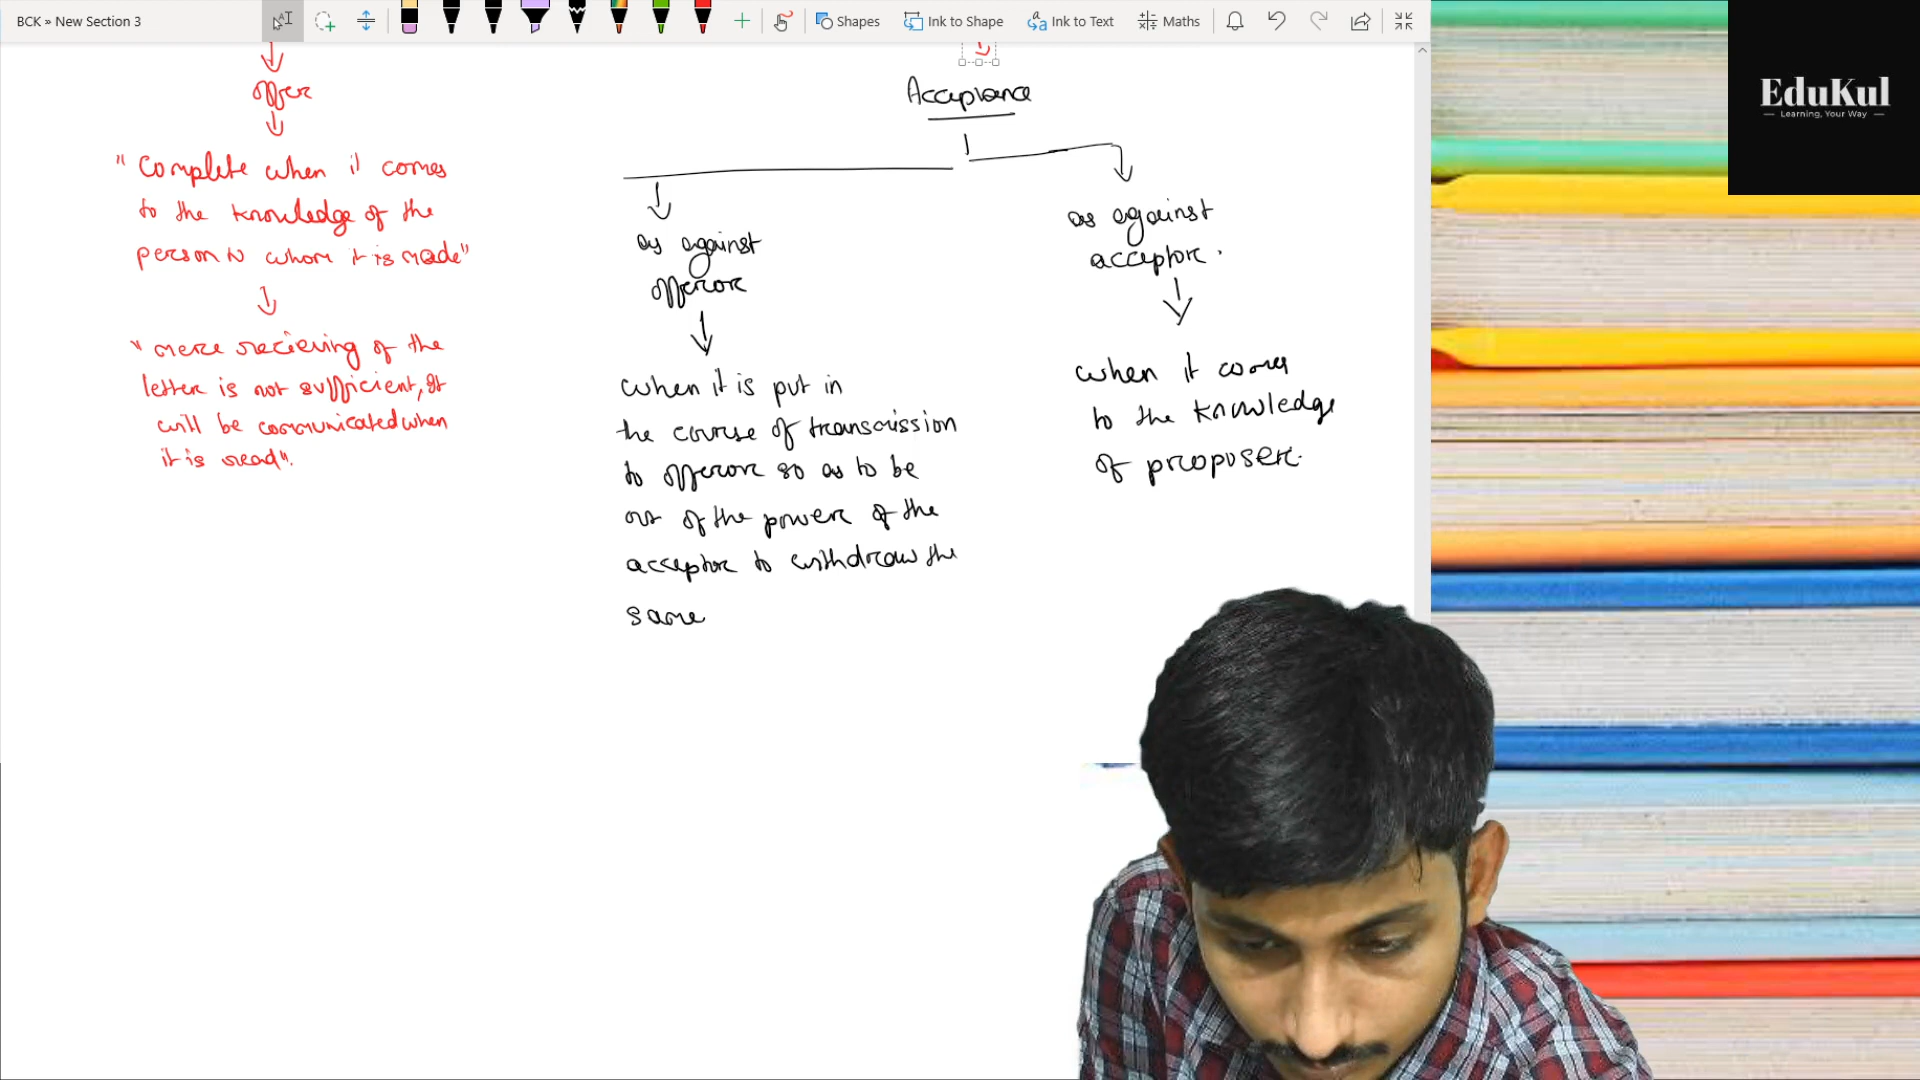 BCK » New Section 3
Shapes
Ink to Shape
Ink to Text
Maths
EduKul
Learning, Your Way
offer
"Complete when it comes
to the knowledge of the
person to whom it is made"
"mere recieving of the
letter is not sufficient, It
will be communicated when
it is read".
Acceptance
as against
offeror
when it is put in
the course of transmission
to offeror so as to be
out of the power of the
acceptor to withdraw the
same
as against
acceptor.
when it comes
to the knowledge
of proposer.